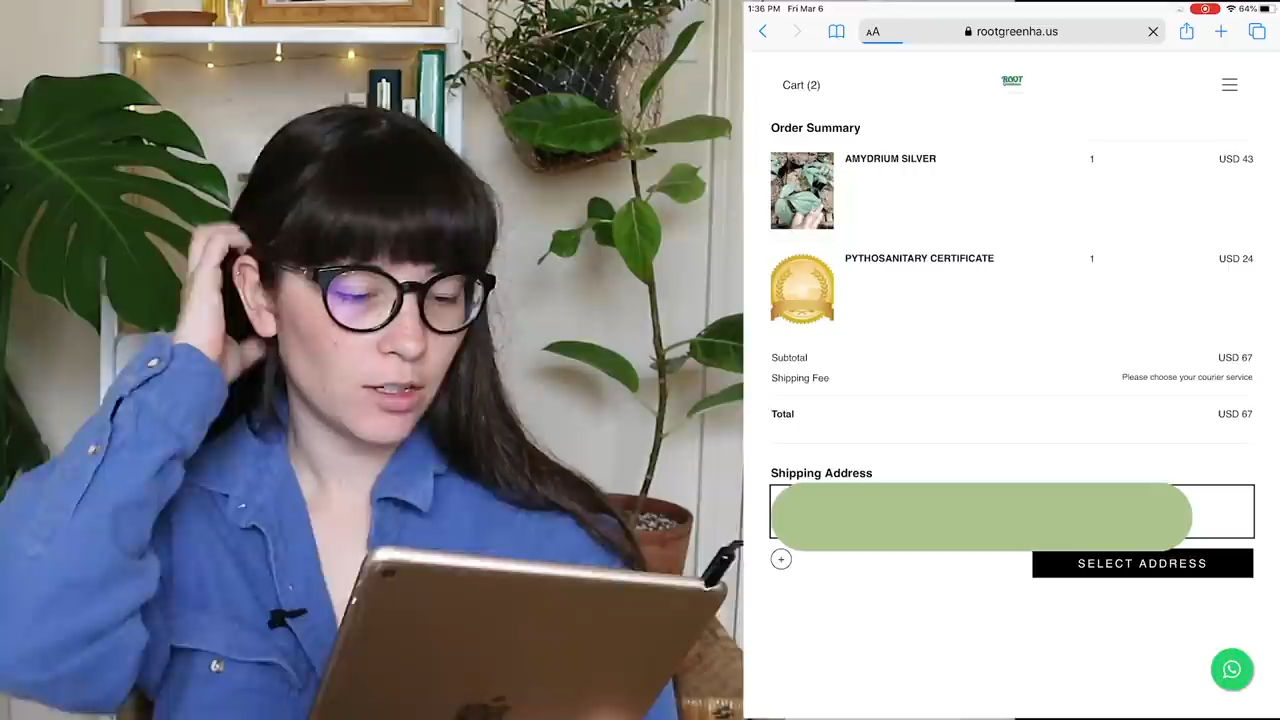 1:36 PM Fri Mar 6
64%
AA
rootgreenha.us
Cart (2)
ROOT
Order Summary
AMYDRIUM SILVER 1 USD 43
PYTHOSANITARY CERTIFICATE 1 USD 24
Subtotal USD 67
Shipping Fee Please choose your courier service
Total USD 67
Shipping Address
+
SELECT ADDRESS